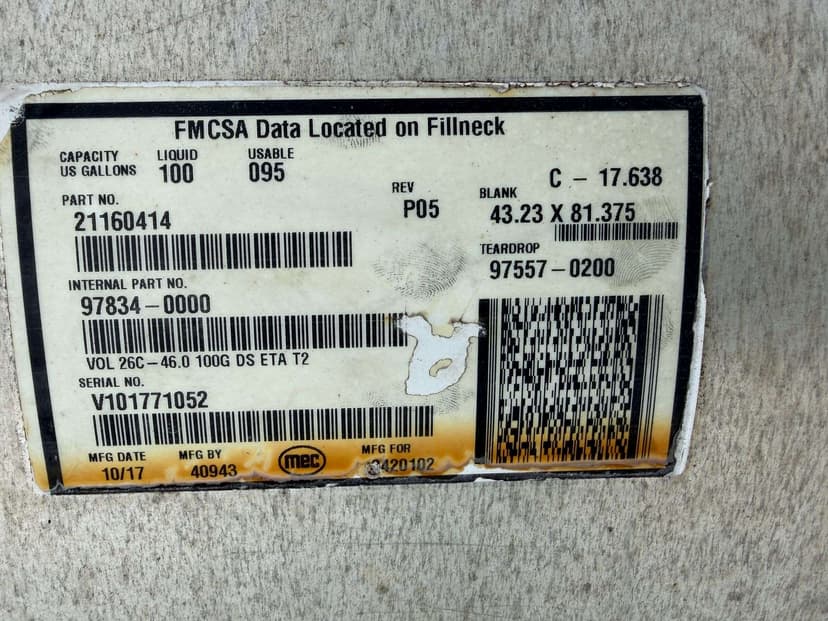 FMCSA Data Located on Fillneck
CAPACITY LIQUID USABLE
US GALLONS 100 095
C - 17.638
PART NO. REV BLANK
21160414 P05 43.23 X 81.375
TEARDROP
INTERNAL PART NO. 97557-0200
97834-0000
VOL 26C-46.0 100G DS ETA T2
SERIAL NO.
V101771052
MFG DATE MFG BY mec MFG FOR
10/17 40943